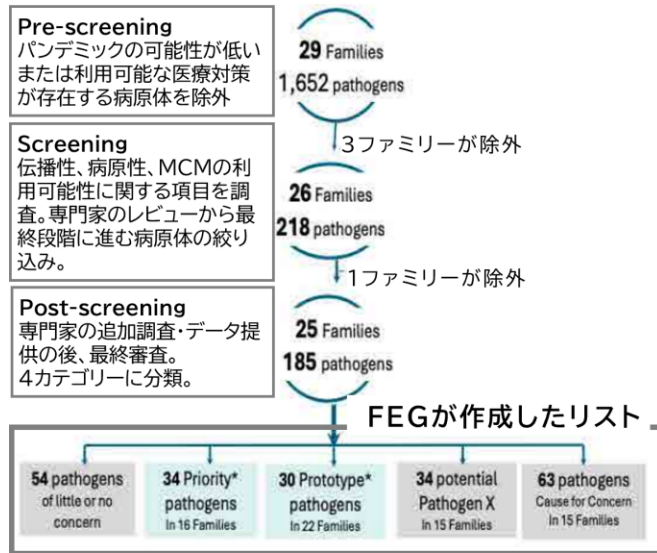 Pre-screening
パンデミックの可能性が低い
または利用可能な医療対策
が存在する病原体を除外
29 Families
1,652 pathogens
3ファミリーが除外
Screening
伝播性、病原性、MCMの利
用可能性に関する項目を調
査。専門家のレビューから最
終段階に進む病原体の絞り
込み。
26 Families
218 pathogens
1ファミリーが除外
Post-screening
専門家の追加調査・データ提
供の後、最終審査。
4カテゴリーに分類。
25 Families
185 pathogens
FEGが作成したリスト
54 pathogens
of little or no
concern
34 Priority*
pathogens
In 16 Families
30 Prototype*
pathogens
In 22 Families
34 potential
Pathogen X
In 15 Families
63 pathogens
Cause for Concern
In 15 Families